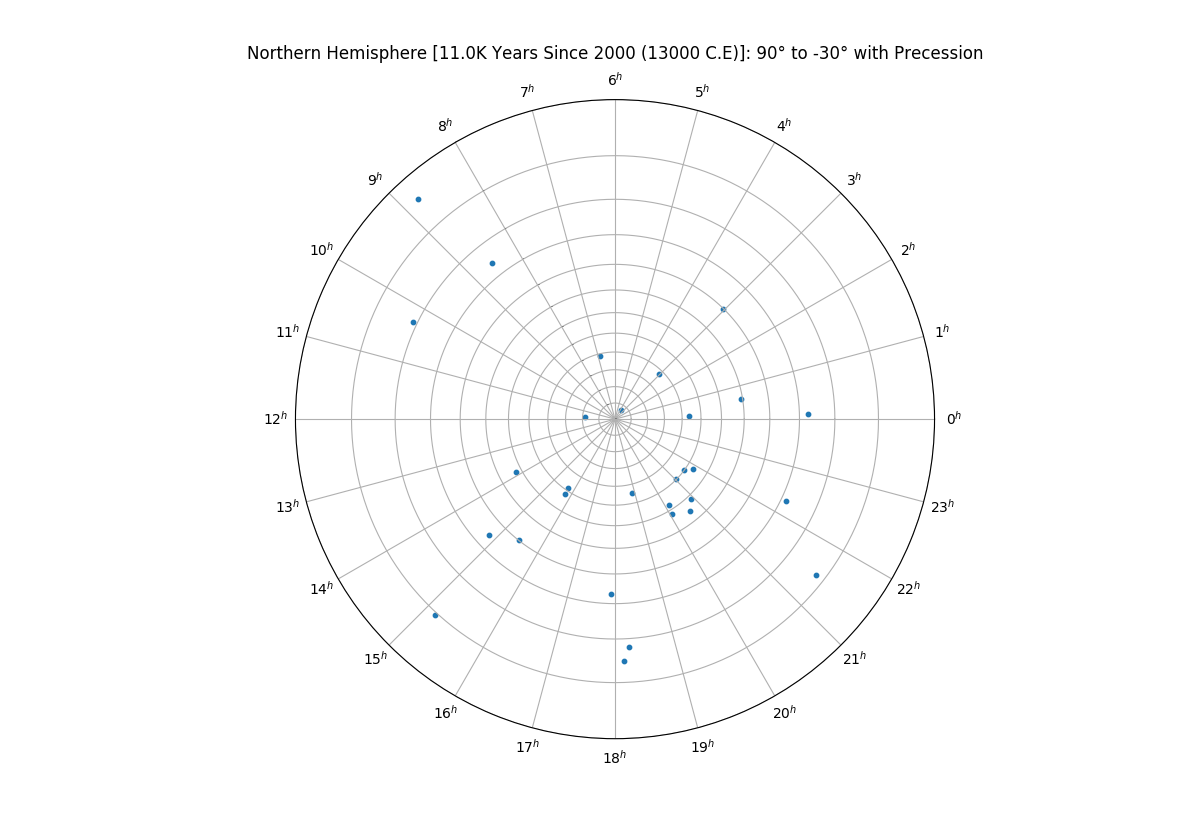 Northern Hemisphere [11.0K Years Since 2000 (13000 C.E)]: 90° to -30° with Precession
6h
7h
5h
8h
4h
9h
3h
10h
2h
11h
1h
12h
0h
13h
23h
14h
22h
15h
21h
16h
20h
17h
19h
18h